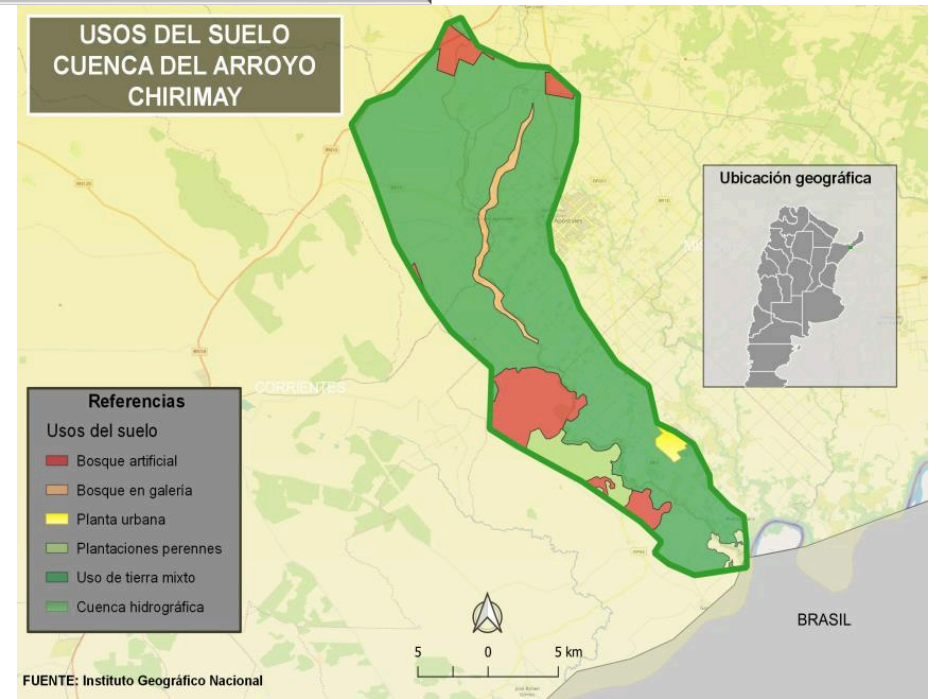 USOS DEL SUELO
CUENCA DEL ARROYO
CHIRIMAY
Ubicación geográfica
CORRIENTES
Referencias
Usos del suelo
Bosque artificial
Bosque en galería
Planta urbana
Plantaciones perennes
Uso de tierra mixto
Cuenca hidrográfica
BRASIL
5 0 5 km
FUENTE: Instituto Geográfico Nacional